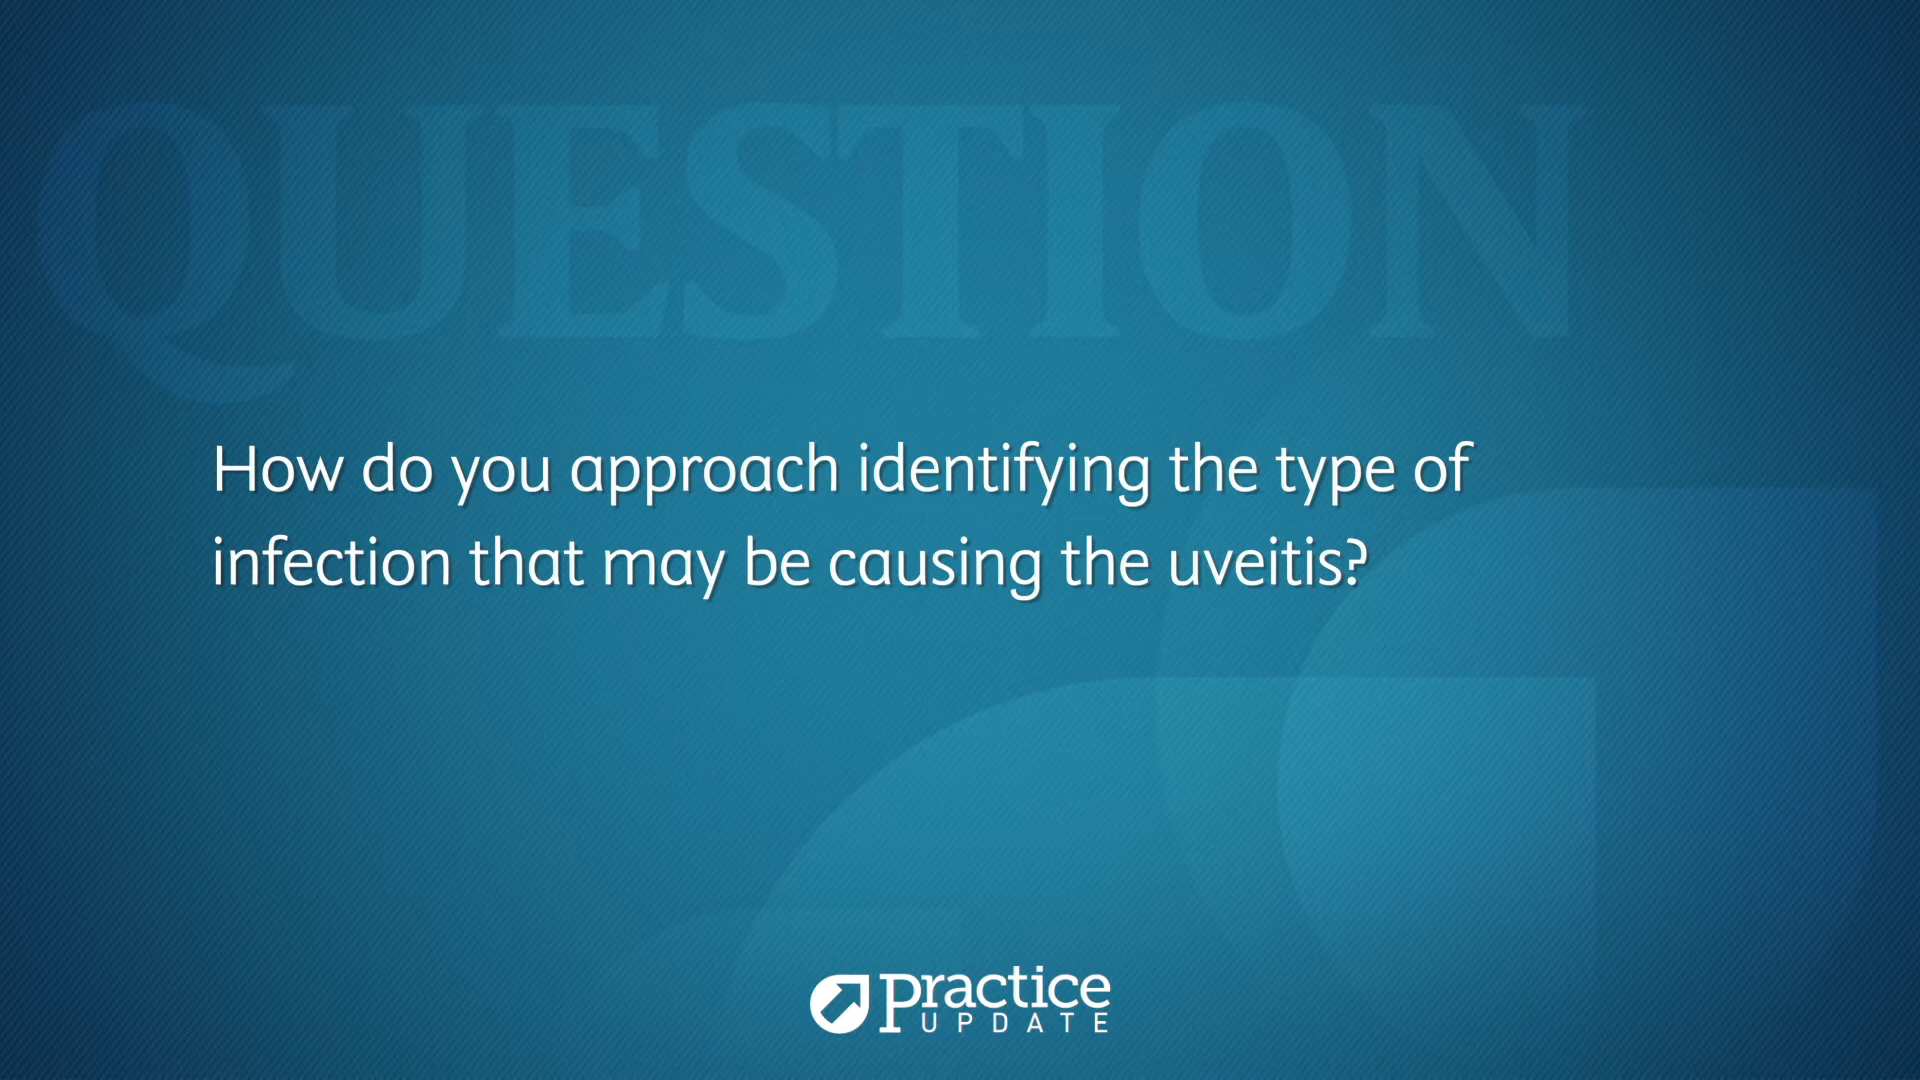 QUESTION
How do you approach identifying the type of
infection that may be causing the uveitis?
Practice
UPDATE